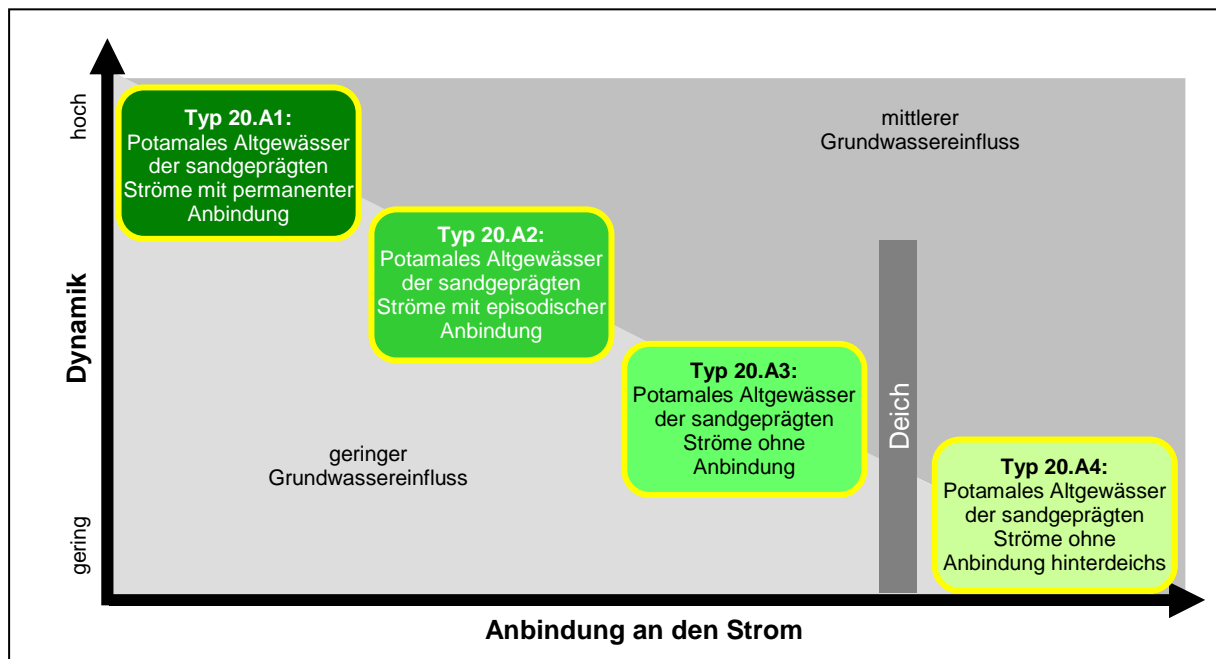 hoch
Dynamik
gering
Typ 20.A1:
Potamales Altgewässer
der sandgeprägten
Ströme mit permanenter
Anbindung
Typ 20.A2:
Potamales Altgewässer
der sandgeprägten
Ströme mit episodischer
Anbindung
mittlerer
Grundwassereinfluss
Typ 20.A3:
Potamales Altgewässer
der sandgeprägten
Ströme ohne
Anbindung
Deich
geringer
Grundwassereinfluss
Typ 20.A4:
Potamales Altgewässer
der sandgeprägten
Ströme ohne
Anbindung hinterdeichs
Anbindung an den Strom